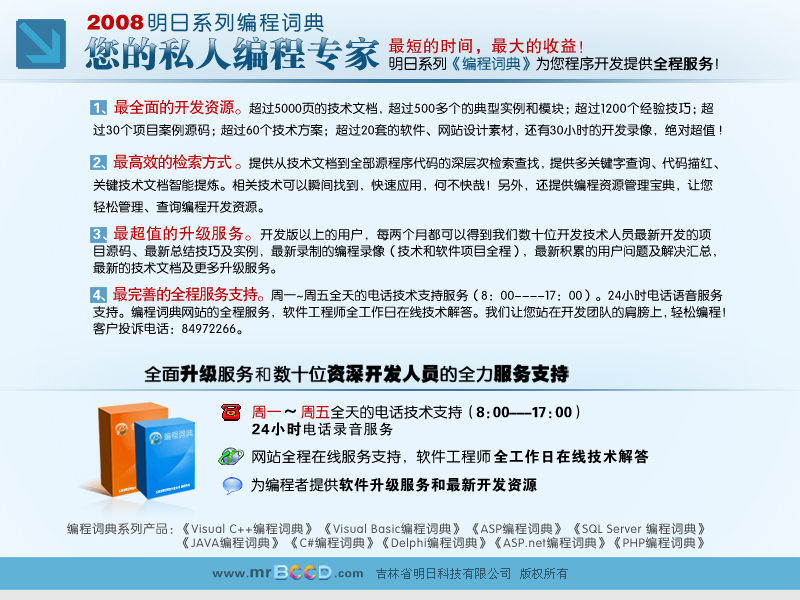 2008明日系列编程词典
您的私人编程专家
最短的时间，最大的收益！
明日系列《编程词典》为您程序开发提供全程服务！
1、最全面的开发资源。超过5000页的技术文档，超过500多个的典型实例和模块；超过1200个经验技巧；超
过30个项目案例源码；超过60个技术方案；超过20套的软件、网站设计素材，还有30小时的开发录像，绝对超值！
2、最高效的检索方式。提供从技术文档到全部源程序代码的深层次检索查找，提供多关键字查询、代码描红、
关键技术文档智能提炼。相关技术可以瞬间找到，快速应用，何不快哉！另外，还提供编程资源管理宝典，让您
轻松管理、查询编程开发资源。
3、最超值的升级服务。开发版以上的用户，每两个月都可以得到我们数十位开发技术人员最新开发的项
目源码、最新总结技巧及实例，最新录制的编程录像（技术和软件项目全程），最新积累的用户问题及解决汇总，
最新的技术文档及更多升级服务。
4、最完善的全程服务支持。周一~周五全天的电话技术支持服务（8：00----17：00）。24小时电话语音服务
支持。编程词典网站的全程服务，软件工程师全工作日在线技术解答。我们让您站在开发团队的肩膀上，轻松编程！
客户投诉电话：84972266。
全面升级服务和数十位资深开发人员的全力服务支持
周一～周五全天的电话技术支持（8:00---17:00）
24小时电话录音服务
网站全程在线服务支持，软件工程师全工作日在线技术解答
为编程者提供软件升级服务和最新开发资源
编程词典
编程词典系列产品：《Visual C++编程词典》《Visual Basic编程词典》《ASP编程词典》《SQL Server 编程词典》
《JAVA编程词典》《C#编程词典》《Delphi编程词典》《ASP.net编程词典》《PHP编程词典》
www.mrBCCD.com 吉林省明日科技有限公司 版权所有